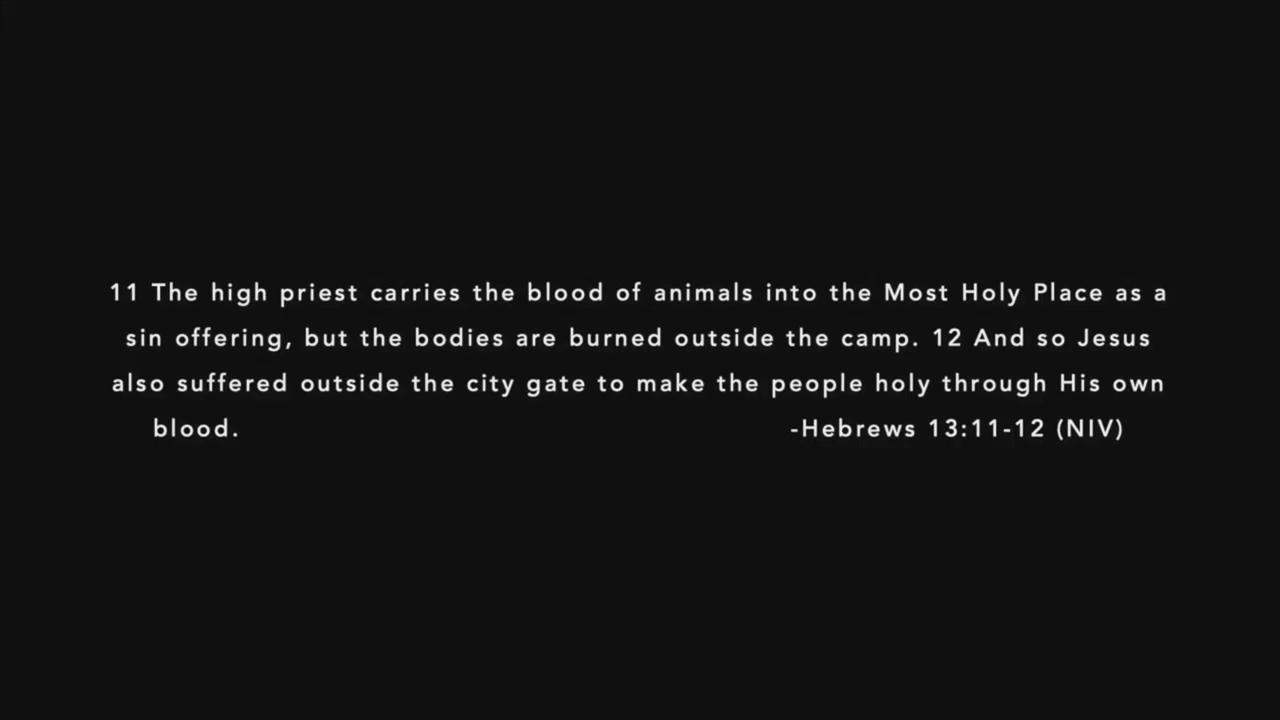 11 The high priest carries the blood of animals into the Most Holy Place as a
sin offering, but the bodies are burned outside the camp. 12 And so Jesus
also suffered outside the city gate to make the people holy through His own
blood. -Hebrews 13:11-12 (NIV)